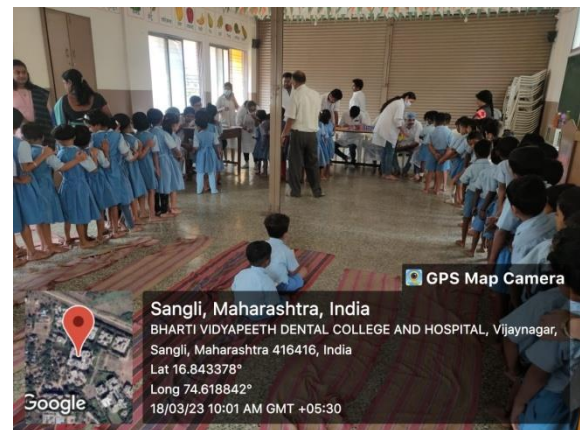 GPS Map Camera
Sangli, Maharashtra, India
BHARTI VIDYAPEETH DENTAL COLLEGE AND HOSPITAL, Vijaynagar,
Sangli, Maharashtra 416416, India
Lat 16.843378°
Long 74.618842°
18/03/23 10:01 AM GMT +05:30
Google